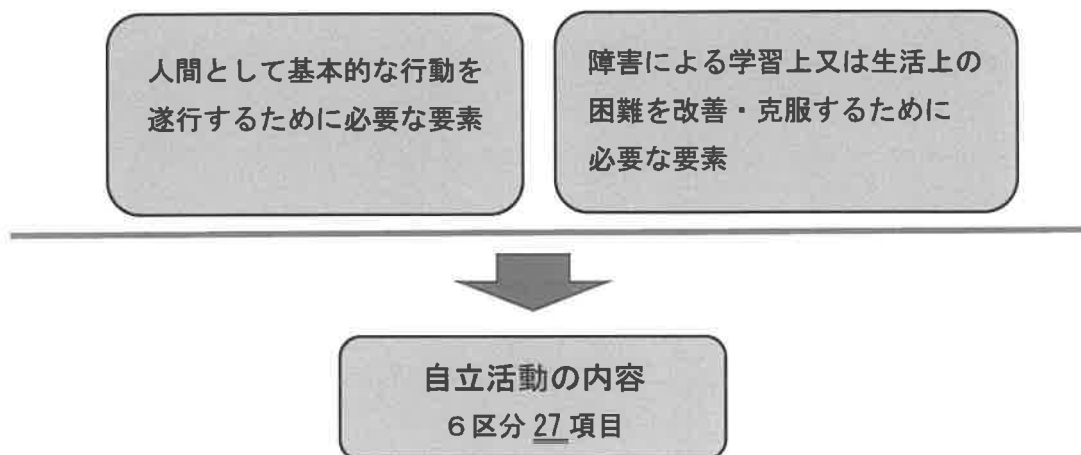 人間として基本的な行動を
遂行するために必要な要素
障害による学習上又は生活上の
困難を改善・克服するために
必要な要素
自立活動の内容
６区分 27 項目